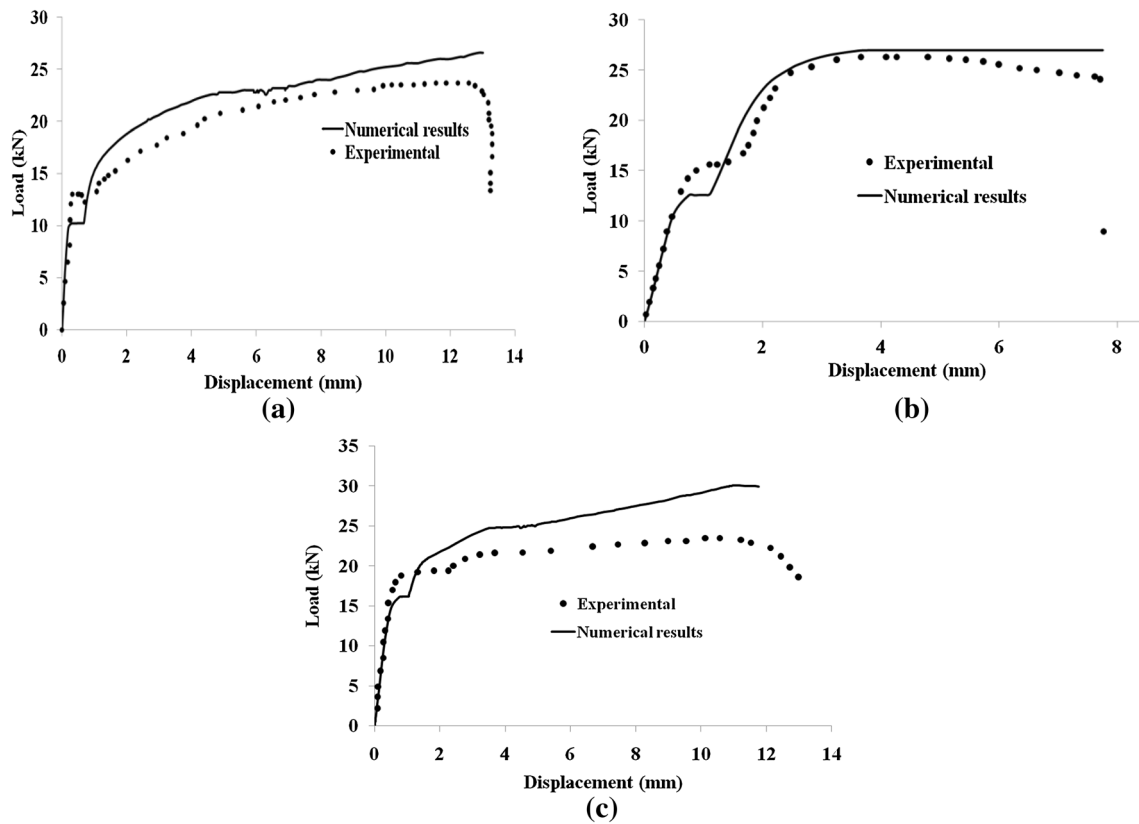 30
25
20
15
10
5
0
Load (kN)
Numerical results
Experimental
0 2 4 6 8 10 12 14
Displacement (mm)
(a)
30
25
20
15
10
5
0
Load (kN)
Experimental
Numerical results
0 2 4 6 8
Displacement (mm)
(b)
35
30
25
20
15
10
5
0
Load (kN)
Experimental
Numerical results
0 2 4 6 8 10 12 14
Displacement (mm)
(c)